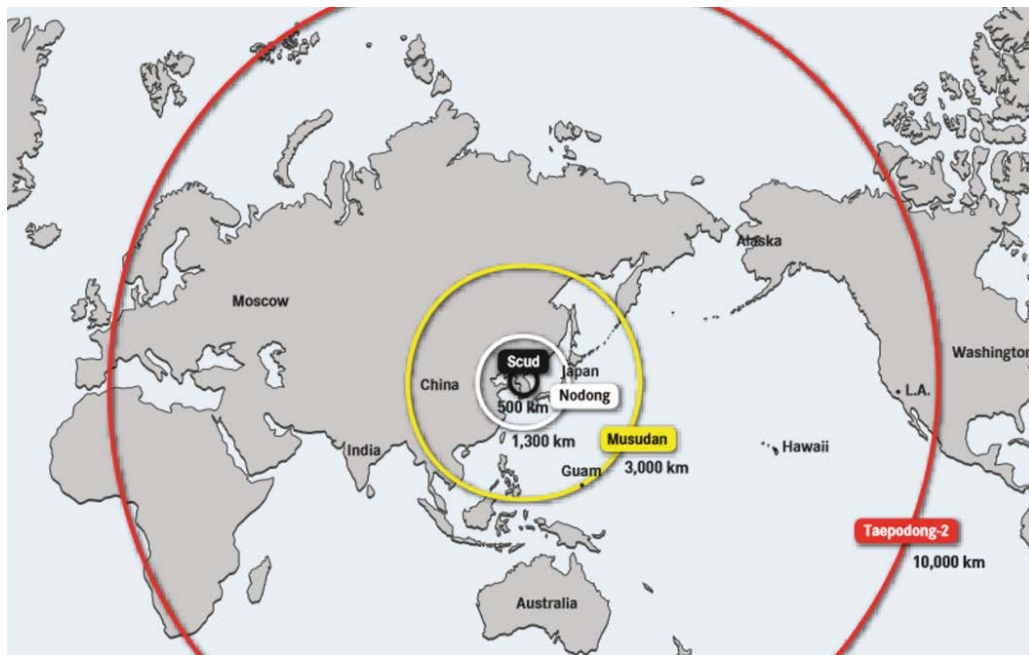 Alaska
Moscow
Washington
Scud
Japan
China
L.A.
Nodong
500 km
1,300 km
Musudan
Hawaii
India
3,000 km
Guam
Taepodong-2
10,000 km
Australia